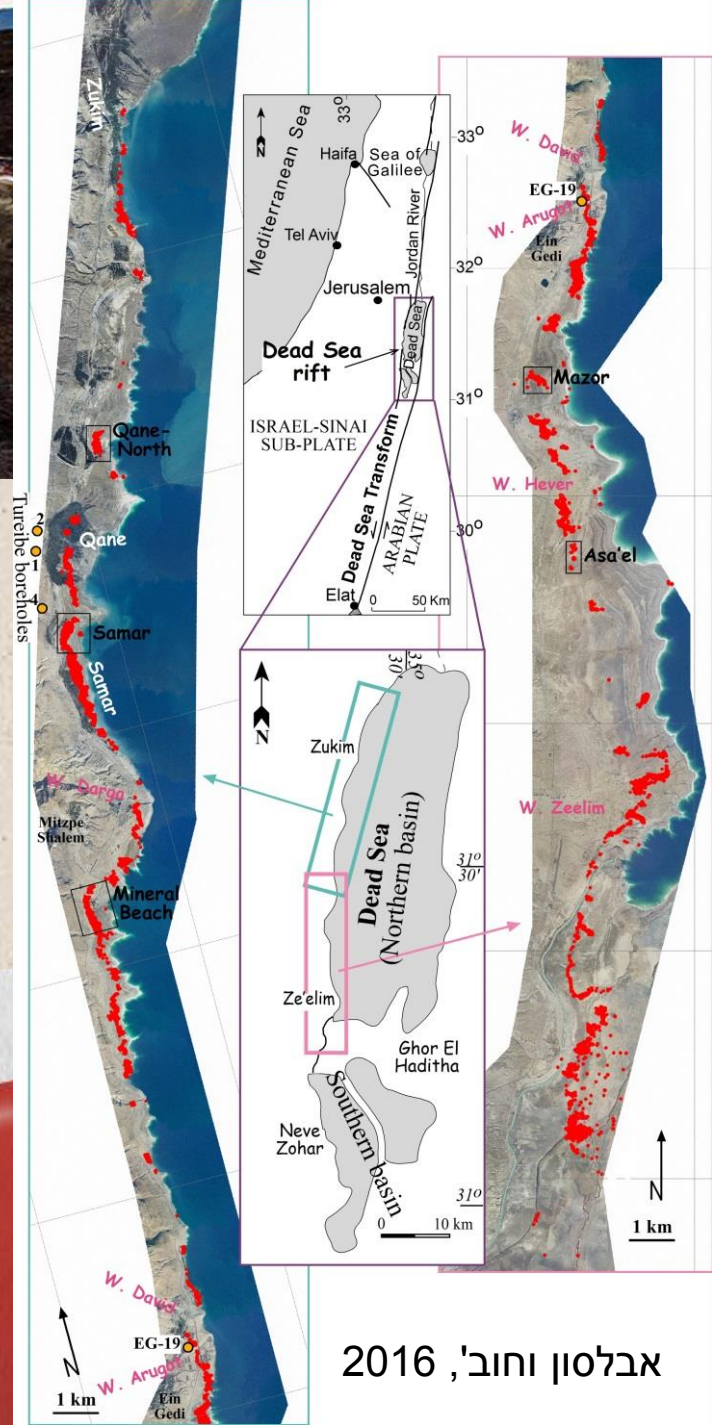 Zukim
Qane-
North
2
Qane
1
Tureibe boreholes
4
Samar
Samar
W. Darga
Mitzpe
Shalem
Mineral
Beach
W. David
EG-19
W. Arugot
Ein
Gedi
N
1 km
Mediterranean Sea
33°
33°
N
Haifa
Sea of
Galilee
Tel Aviv
Jordan River
32°
Jerusalem
Dead Sea
Dead Sea
rift
31°
ISRAEL-SINAI
SUB-PLATE
Dead Sea Transform
ARABIAN
PLATE
30°
Elat
0 50 Km
35°
30'
N
Zukim
Dead Sea
(Northern basin)
31°
30'
Ze'elim
Ghor El
Haditha
Southern basin
Neve
Zohar
31°
0 10 km
W. David
EG-19
W. Arugot
Ein
Gedi
Mazor
W. Hever
Asa'el
W. Zeelim
N
1 km
אבלסון וחוב', 2016